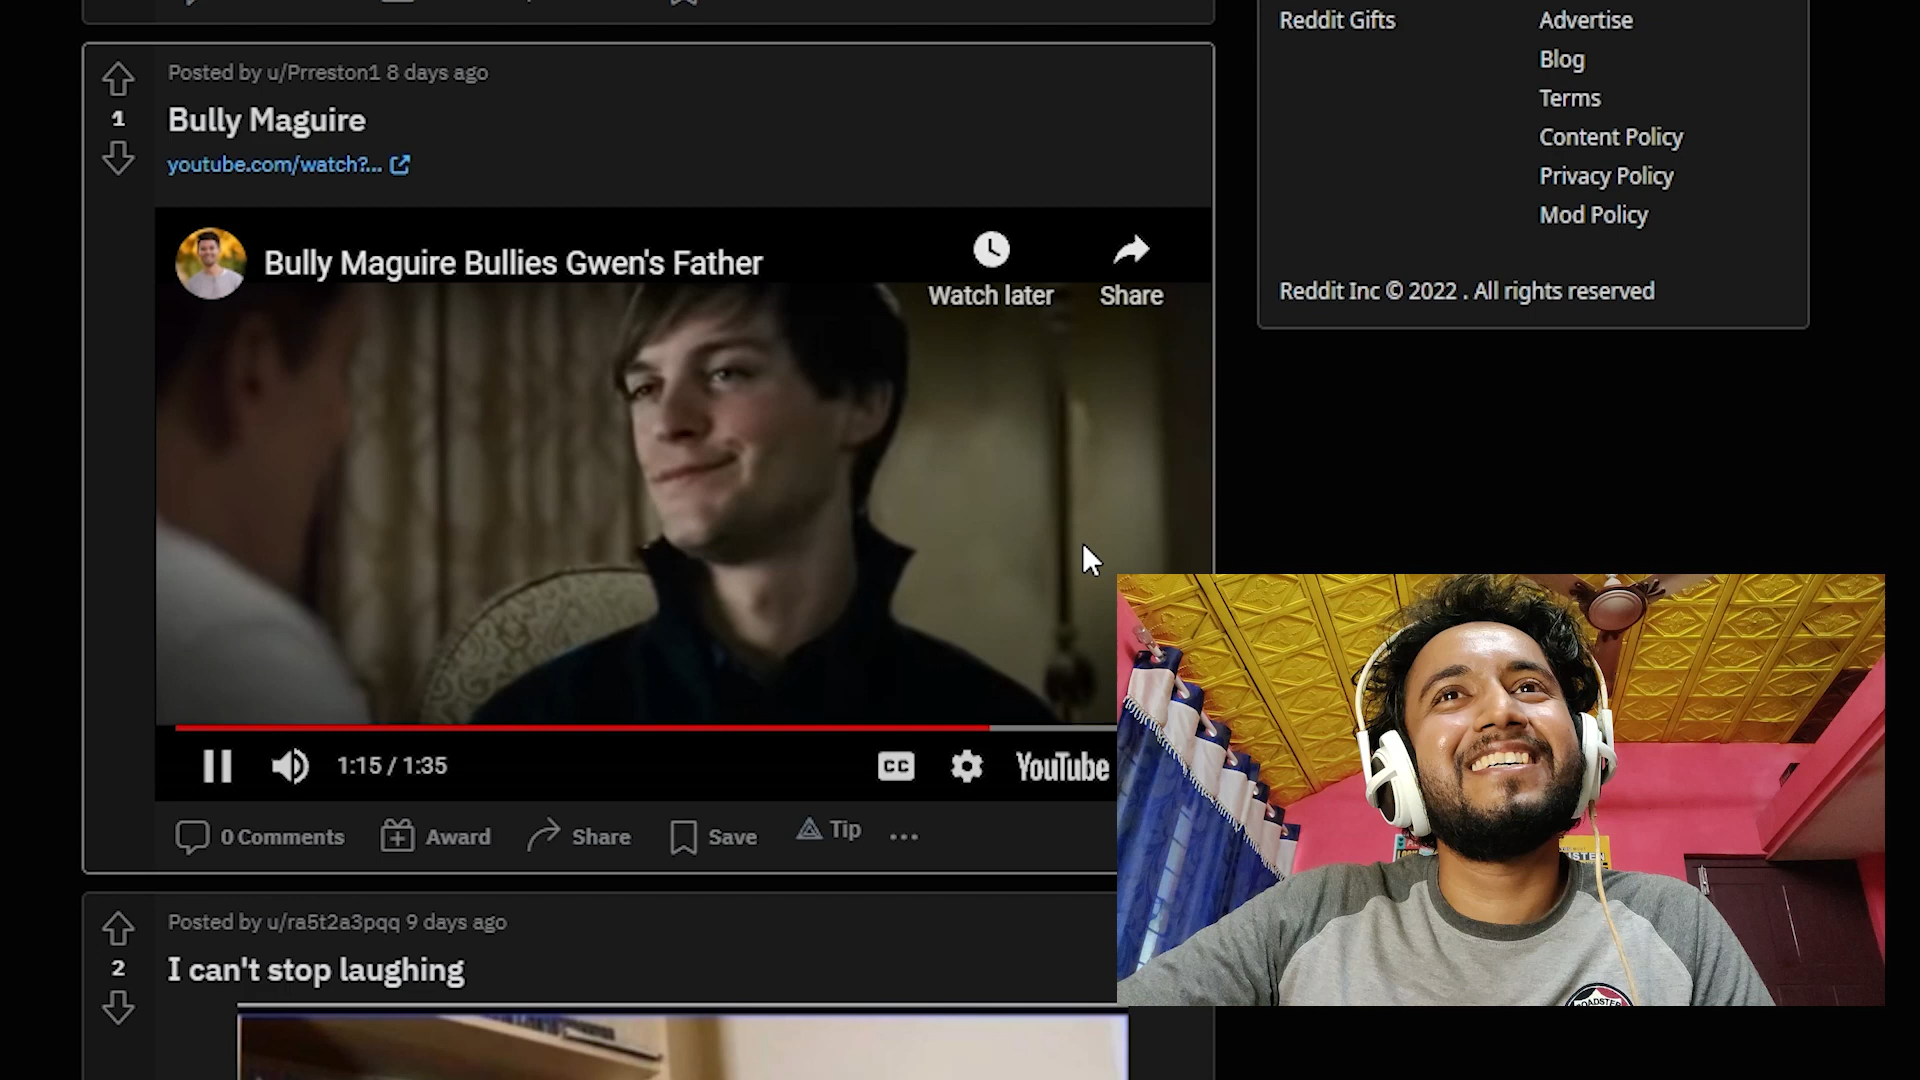 Reddit Gifts
Advertise
Blog
Terms
Content Policy
Privacy Policy
Mod Policy
Reddit Inc © 2022 . All rights reserved
Posted by u/Prreston1 8 days ago
1
Bully Maguire
youtube.com/watch?...
Bully Maguire Bullies Gwen's Father
Watch later
Share
1:15 / 1:35
CC
YouTube
0 Comments
Award
Share
Save
Tip
...
Posted by u/ra5t2a3pqq 9 days ago
2
I can't stop laughing